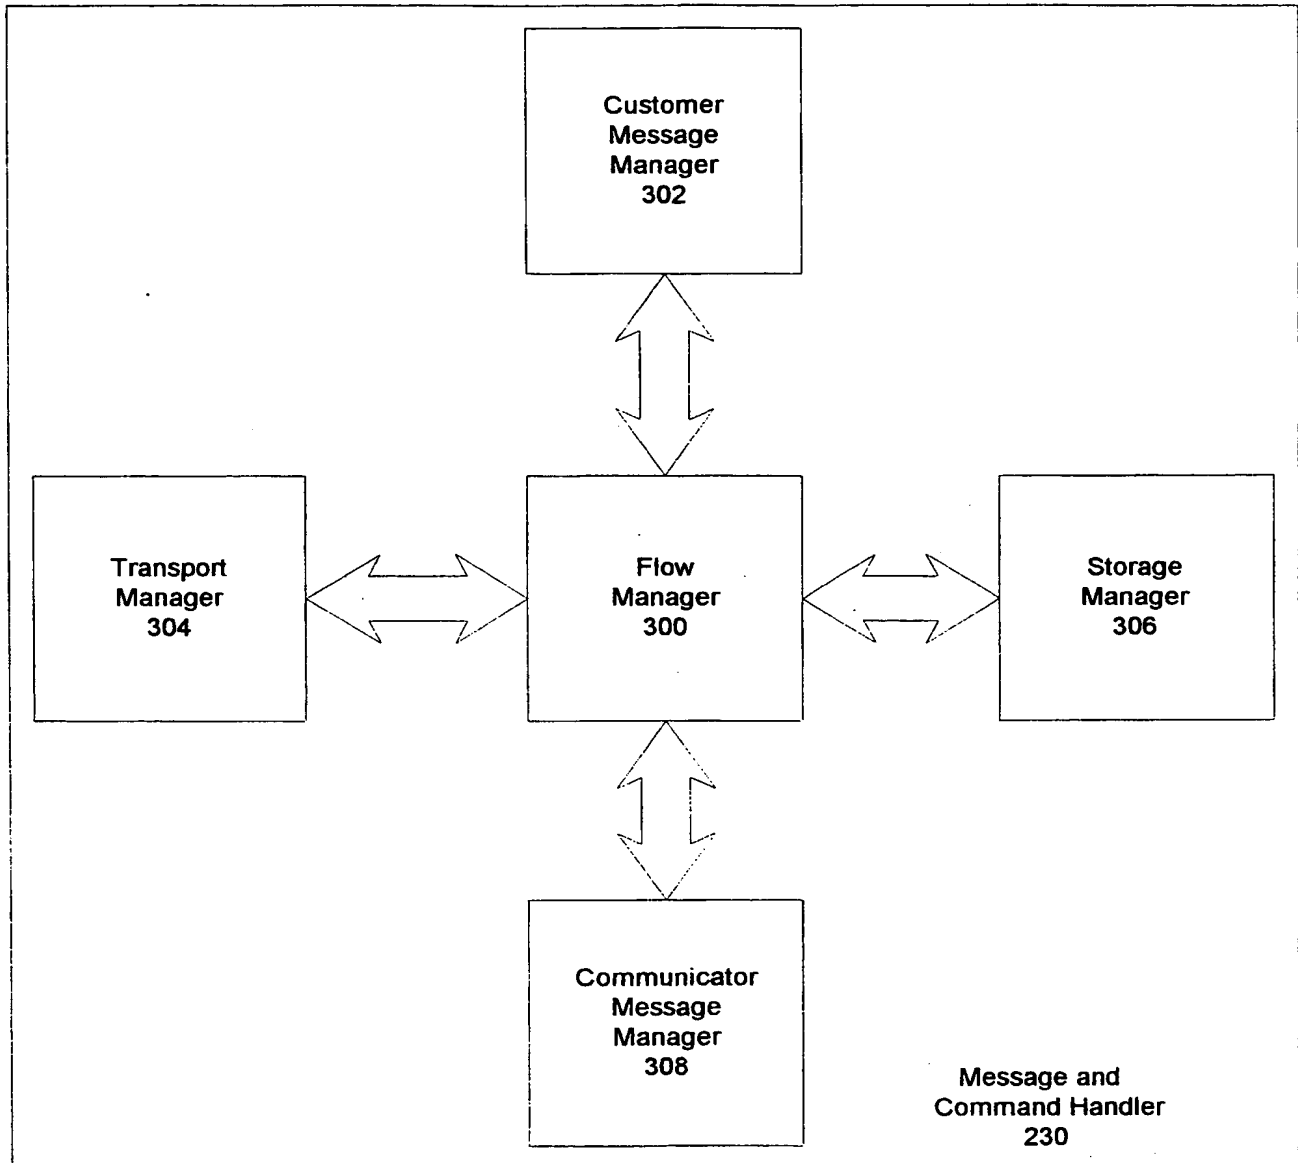 Customer
Message
Manager
302
Transport
Manager
304
Flow
Manager
300
Storage
Manager
306
Communicator
Message
Manager
308
Message and
Command Handler
230